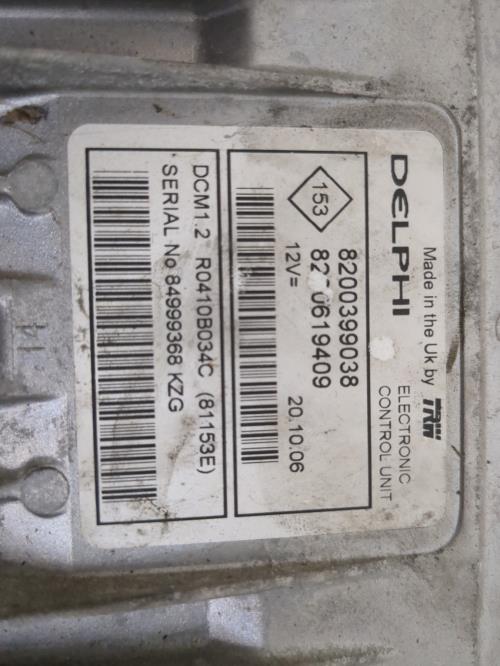 Made in the Uk by TRW
DELPHI
ELECTRONIC
CONTROL UNIT
153
8200399038
12V=
20.10.06
DCM1.2 R0410B034C (81153E)
SERIAL No 84999368 KZG